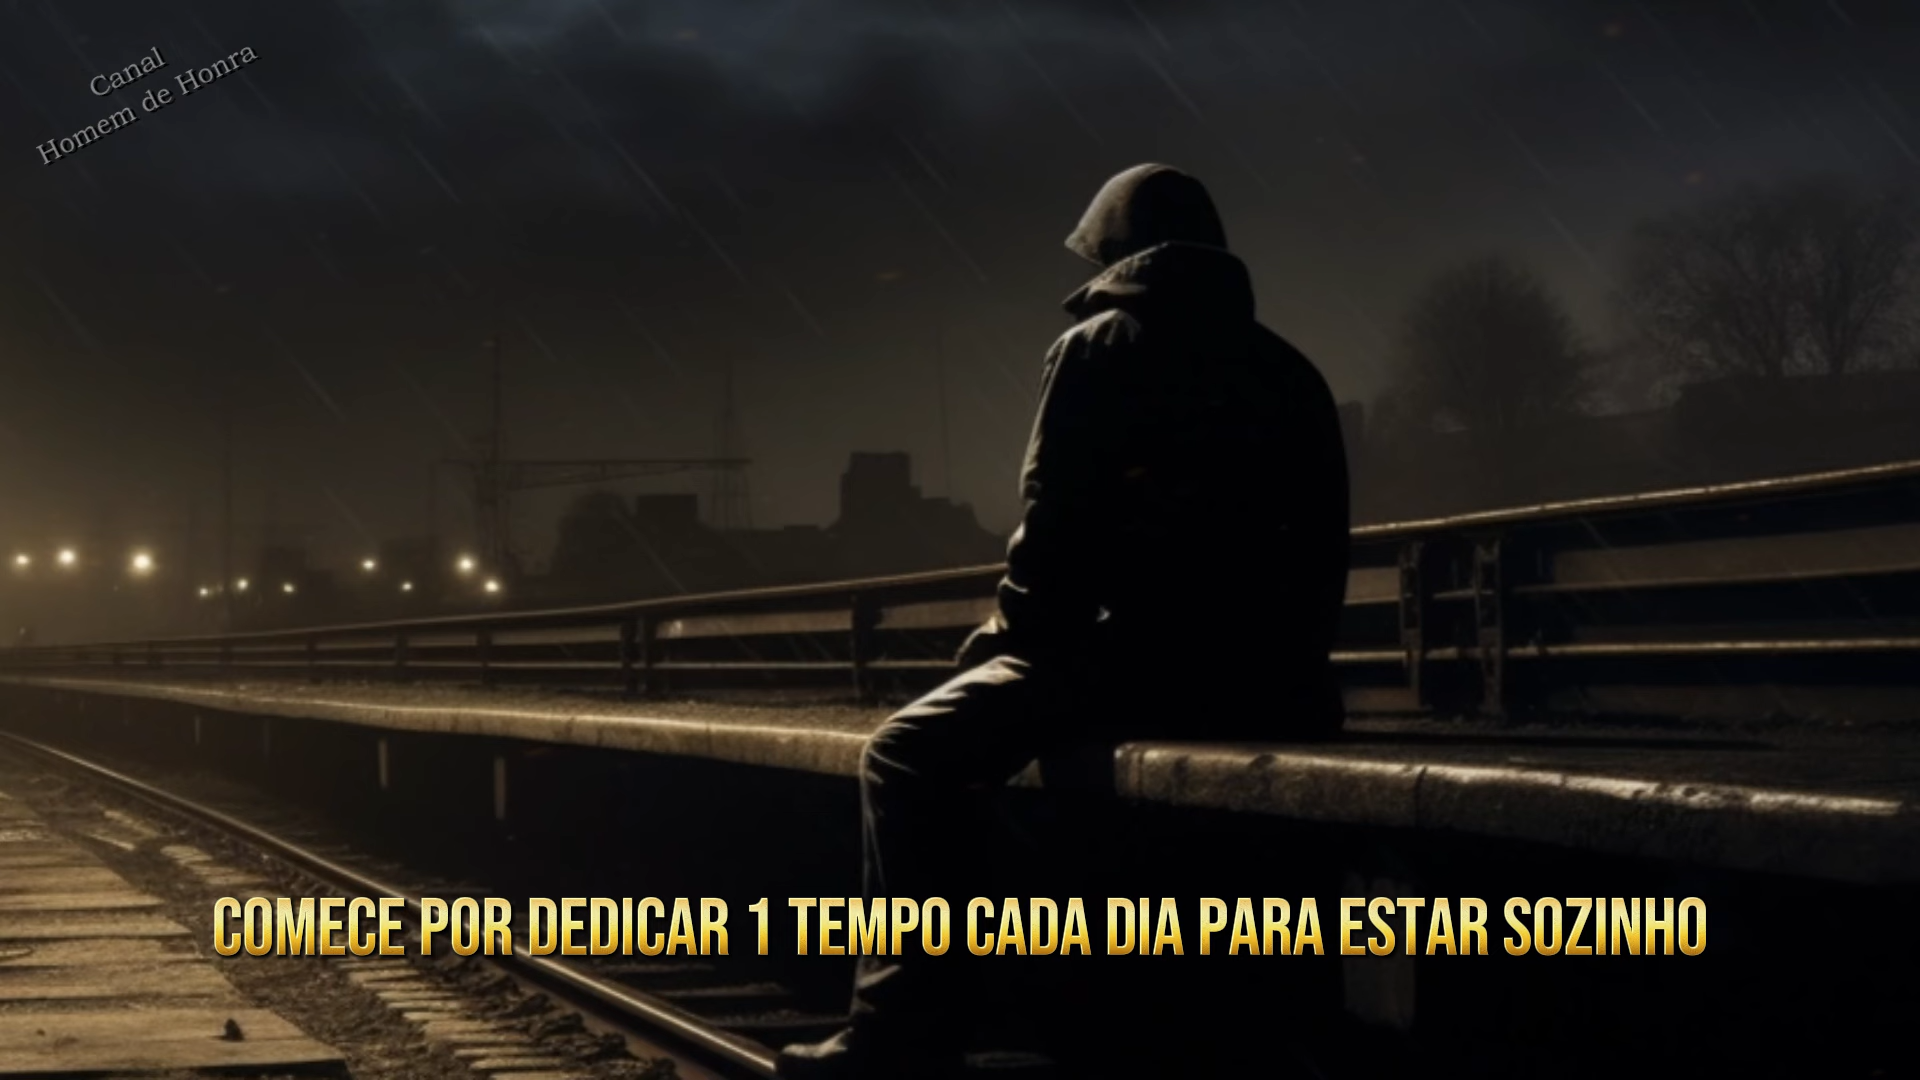 Canal
Homem de Honra
COMECE POR DEDICAR 1 TEMPO CADA DIA PARA ESTAR SOZINHO